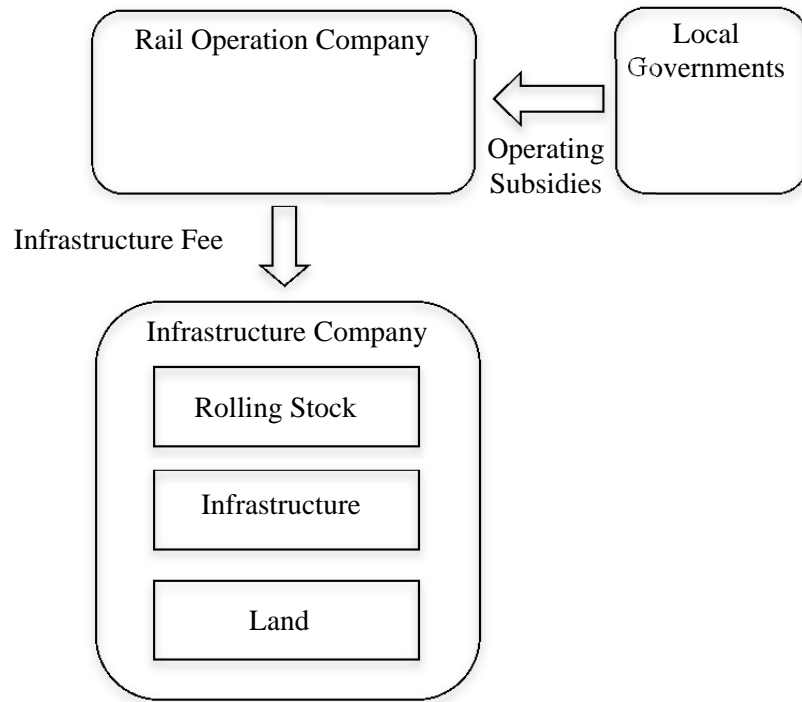 Rail Operation Company
Local
Governments
Operating
Subsidies
Infrastructure Fee
Infrastructure Company
Rolling Stock
Infrastructure
Land